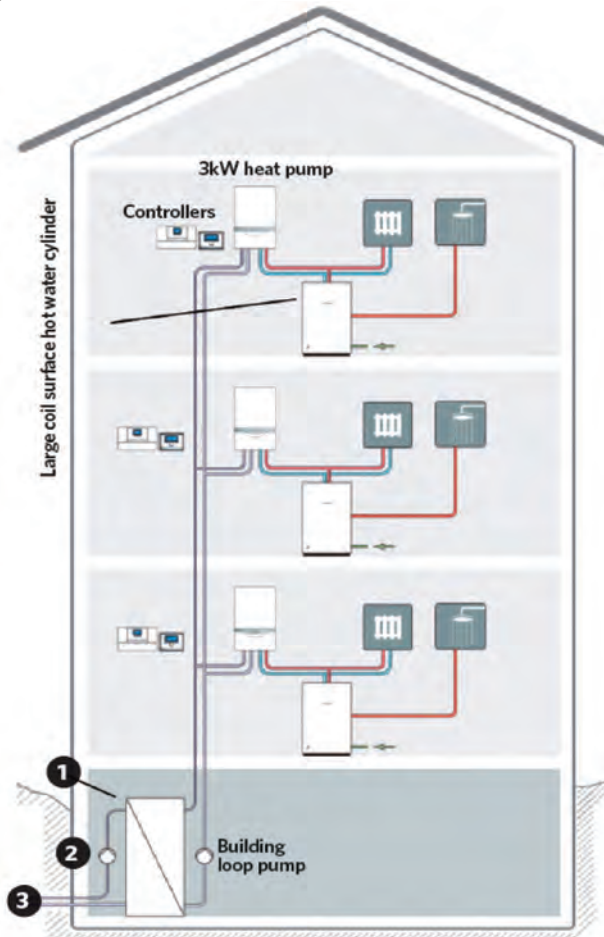 3kW heat pump
Controllers
Large coil surface hot water cylinder
1
2
Building
loop pump
3